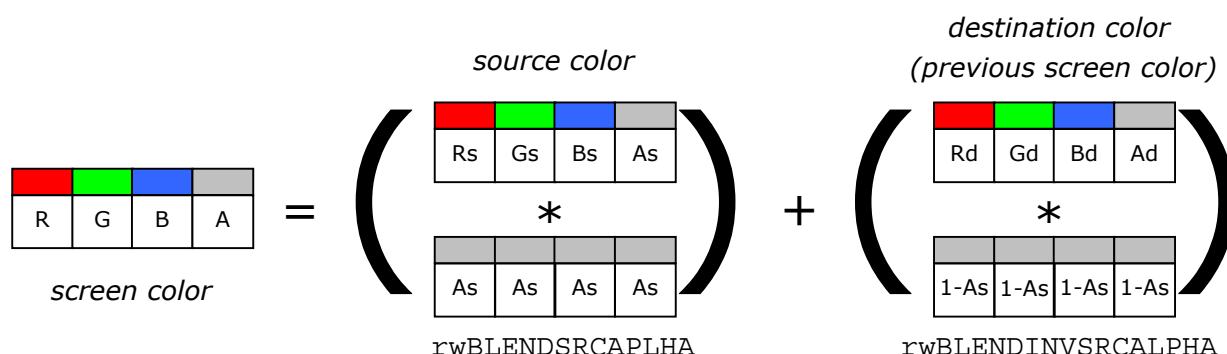 destination color
(previous screen color)
source color
Rs Gs Bs As
Rd Gd Bd Ad
R G B A
=
*
+
*
As As As As
1-As 1-As 1-As 1-As
screen color
rwBLENDSRCAPLHA
rwBLENDINVSRCALPHA